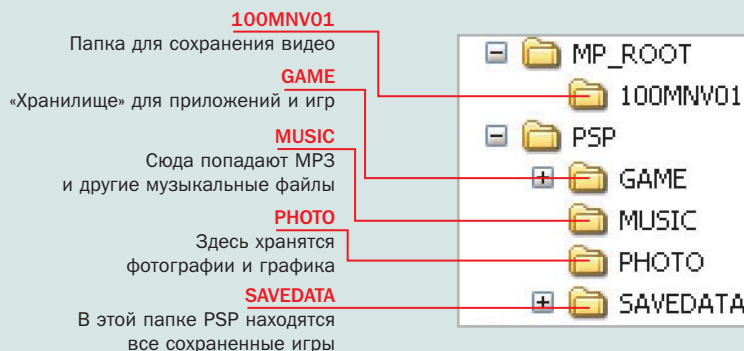 100MNV01
Папка для сохранения видео
GAME
«Хранилище» для приложений и игр
MUSIC
Сюда попадают МР3
и другие музыкальные файлы
PHOTO
Здесь хранятся
фотографии и графика
SAVEDATA
В этой папке PSP находятся
все сохраненные игры
MP_ROOT
100MNV01
PSP
GAME
MUSIC
PHOTO
SAVEDATA